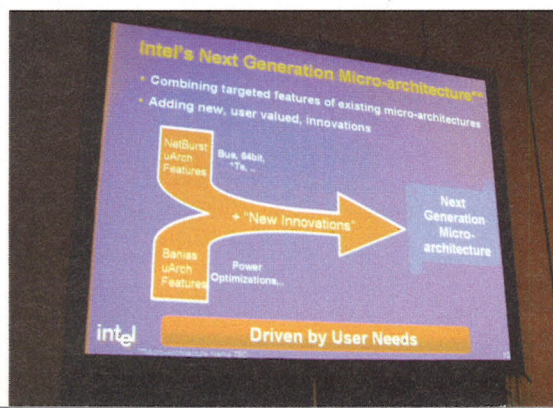 Intel's Next Generation Micro-architecture**
• Combining targeted features of existing micro-architectures
• Adding new, user valued, innovations
NetBurst
uArch
Features
Bus, 64bit,
*Ts, ..
+ "New Innovations"
Next
Generation
Micro-
architecture
Banias
uArch
Features
Power
Optimizations...
intel
Driven by User Needs